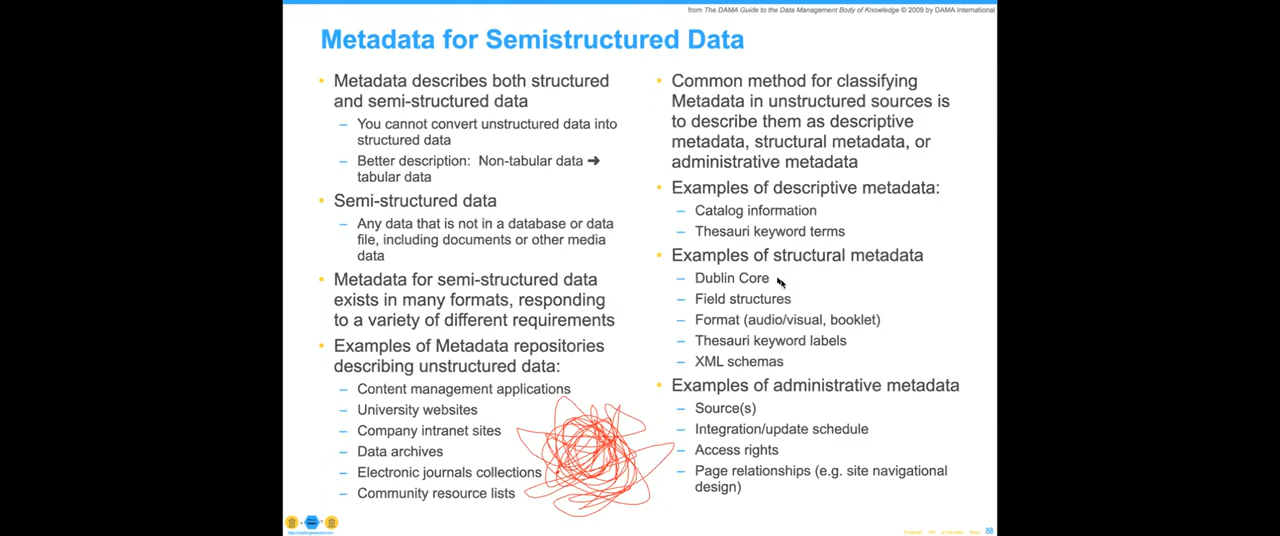 from The DAMA Guide to the Data Management Body of Knowledge © 2009 by DAMA International
Metadata for Semistructured Data
• Metadata describes both structured
and semi-structured data
– You cannot convert unstructured data into
structured data
– Better description: Non-tabular data ➔
tabular data
• Semi-structured data
– Any data that is not in a database or data
file, including documents or other media
data
• Metadata for semi-structured data
exists in many formats, responding
to a variety of different requirements
• Examples of Metadata repositories
describing unstructured data:
– Content management applications
– University websites
– Company intranet sites
– Data archives
– Electronic journals collections
– Community resource lists
• Common method for classifying
Metadata in unstructured sources is
to describe them as descriptive
metadata, structural metadata, or
administrative metadata
• Examples of descriptive metadata:
– Catalog information
– Thesauri keyword terms
• Examples of structural metadata
– Dublin Core
– Field structures
– Format (audio/visual, booklet)
– Thesauri keyword labels
– XML schemas
• Examples of administrative metadata
– Source(s)
– Integration/update schedule
– Access rights
– Page relationships (e.g. site navigational
design)
88